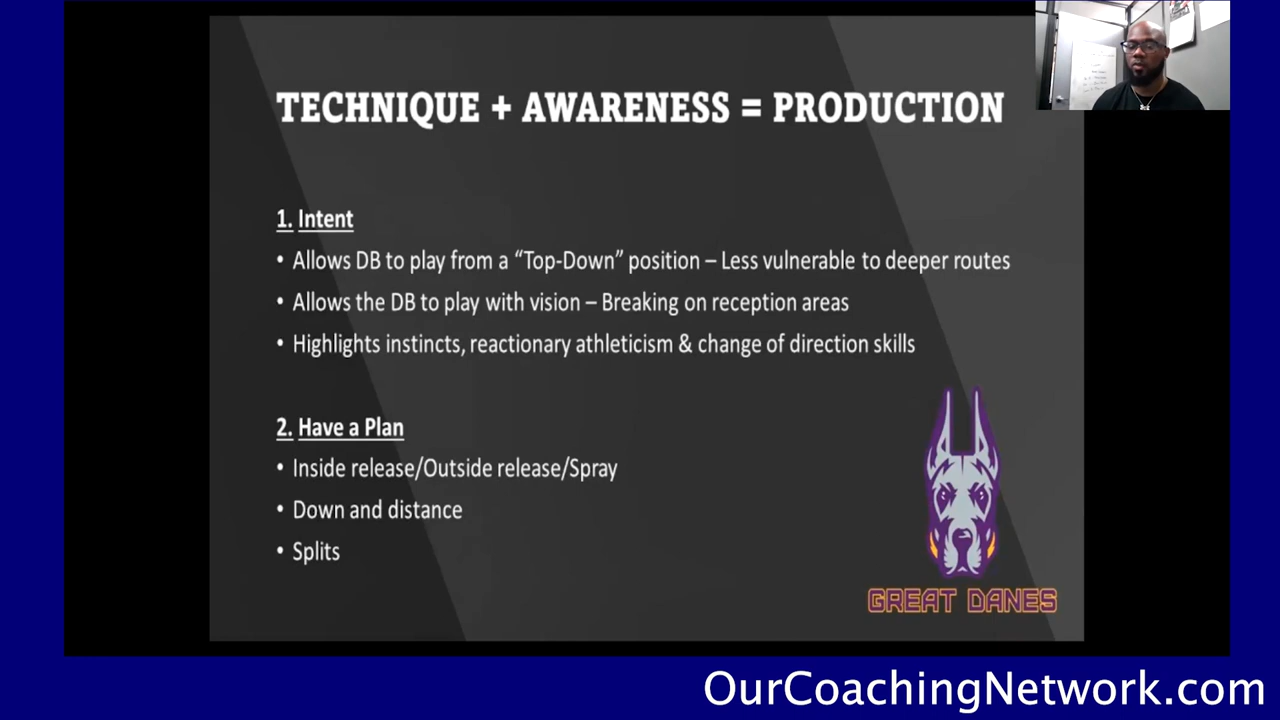 TECHNIQUE + AWARENESS = PRODUCTION
1. Intent
• Allows DB to play from a “Top-Down” position – Less vulnerable to deeper routes
• Allows the DB to play with vision – Breaking on reception areas
• Highlights instincts, reactionary athleticism & change of direction skills
2. Have a Plan
• Inside release/Outside release/Spray
• Down and distance
• Splits
GREAT DANES
OurCoachingNetwork.com